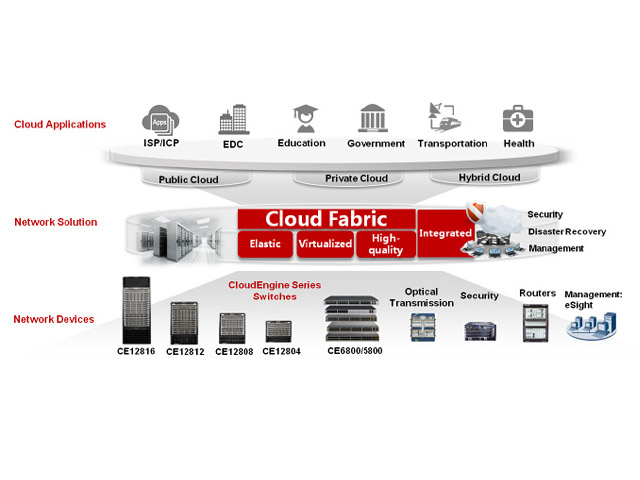 Cloud Applications
Apps
ISP/ICP
EDC
Education
Government
Transportation
Health
Public Cloud
Private Cloud
Hybrid Cloud
Network Solution
Cloud Fabric
Elastic
Virtualized
High-
quality
Integrated
Security
Disaster Recovery
Management
Network Devices
CloudEngine Series
Switches
CE12816
CE12812
CE12808
CE12804
CE6800/5800
Optical
Transmission
Security
Routers
Management:
eSight